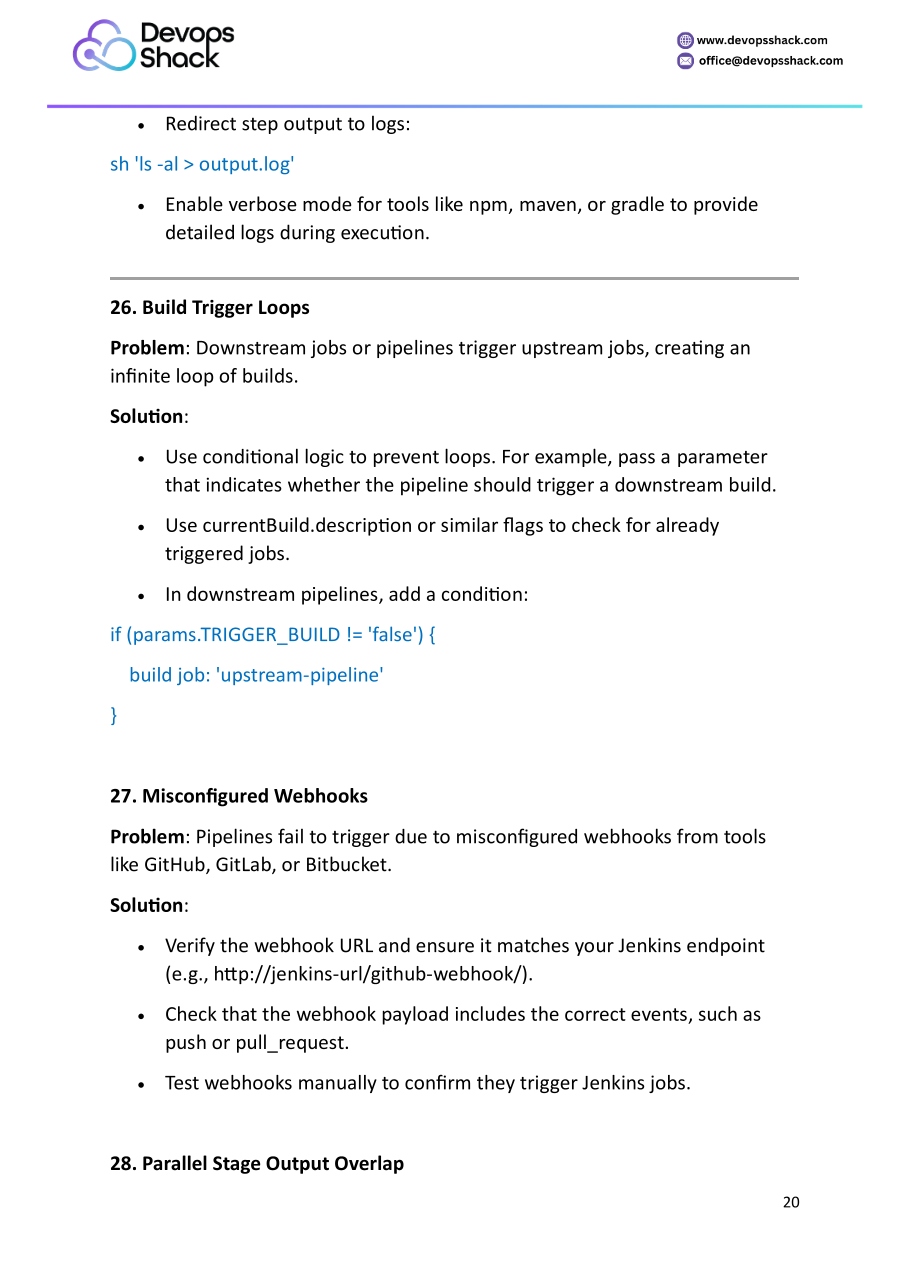 Devops
Shack
www.devopsshack.com
office@devopsshack.com
• Redirect step output to logs:
sh 'ls -al > output.log'
• Enable verbose mode for tools like npm, maven, or gradle to provide
detailed logs during execution.
26. Build Trigger Loops
Problem: Downstream jobs or pipelines trigger upstream jobs, creating an
infinite loop of builds.
Solution:
• Use conditional logic to prevent loops. For example, pass a parameter
that indicates whether the pipeline should trigger a downstream build.
• Use currentBuild.description or similar flags to check for already
triggered jobs.
• In downstream pipelines, add a condition:
if (params.TRIGGER_BUILD != 'false') {
build job: 'upstream-pipeline'
}
27. Misconfigured Webhooks
Problem: Pipelines fail to trigger due to misconfigured webhooks from tools
like GitHub, GitLab, or Bitbucket.
Solution:
• Verify the webhook URL and ensure it matches your Jenkins endpoint
(e.g., http://jenkins-url/github-webhook/).
• Check that the webhook payload includes the correct events, such as
push or pull_request.
• Test webhooks manually to confirm they trigger Jenkins jobs.
28. Parallel Stage Output Overlap
20